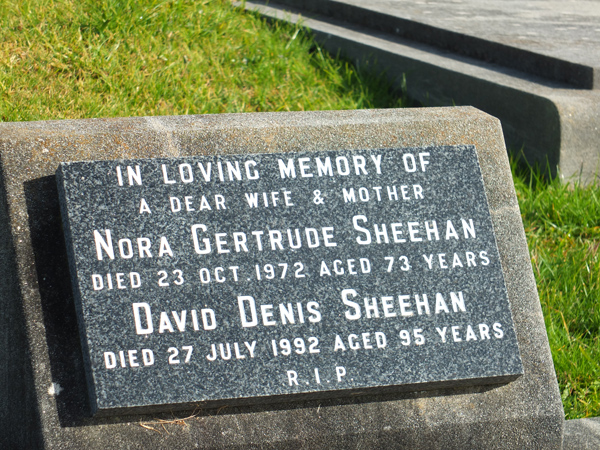 IN LOVING MEMORY OF
A DEAR WIFE & MOTHER
NORA GERTRUDE SHEEHAN
DIED 23 OCT. 1972 AGED 73 YEARS
DAVID DENIS SHEEHAN
DIED 27 JULY 1992 AGED 95 YEARS
R.I.P